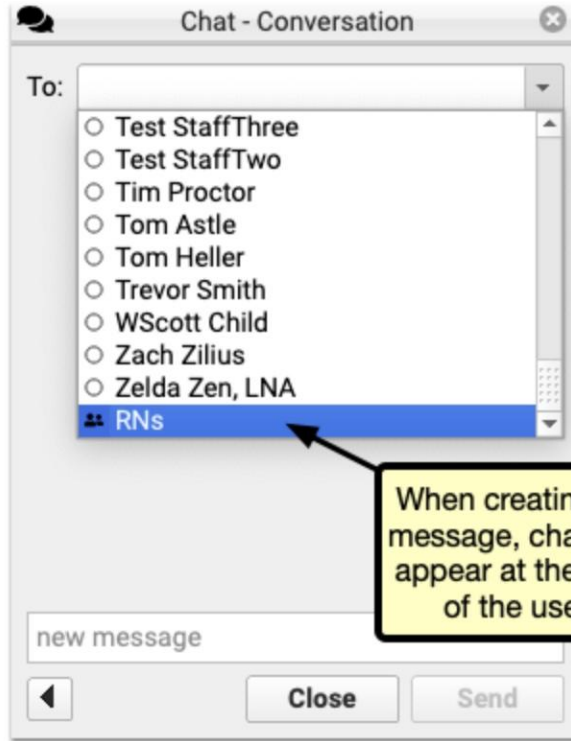 Chat - Conversation
To:
Test StaffThree
Test StaffTwo
Tim Proctor
Tom Astle
Tom Heller
Trevor Smith
WScott Child
Zach Zilius
Zelda Zen, LNA
RNs
When creatin
message, cha
appear at the
of the use
new message
Close
Send